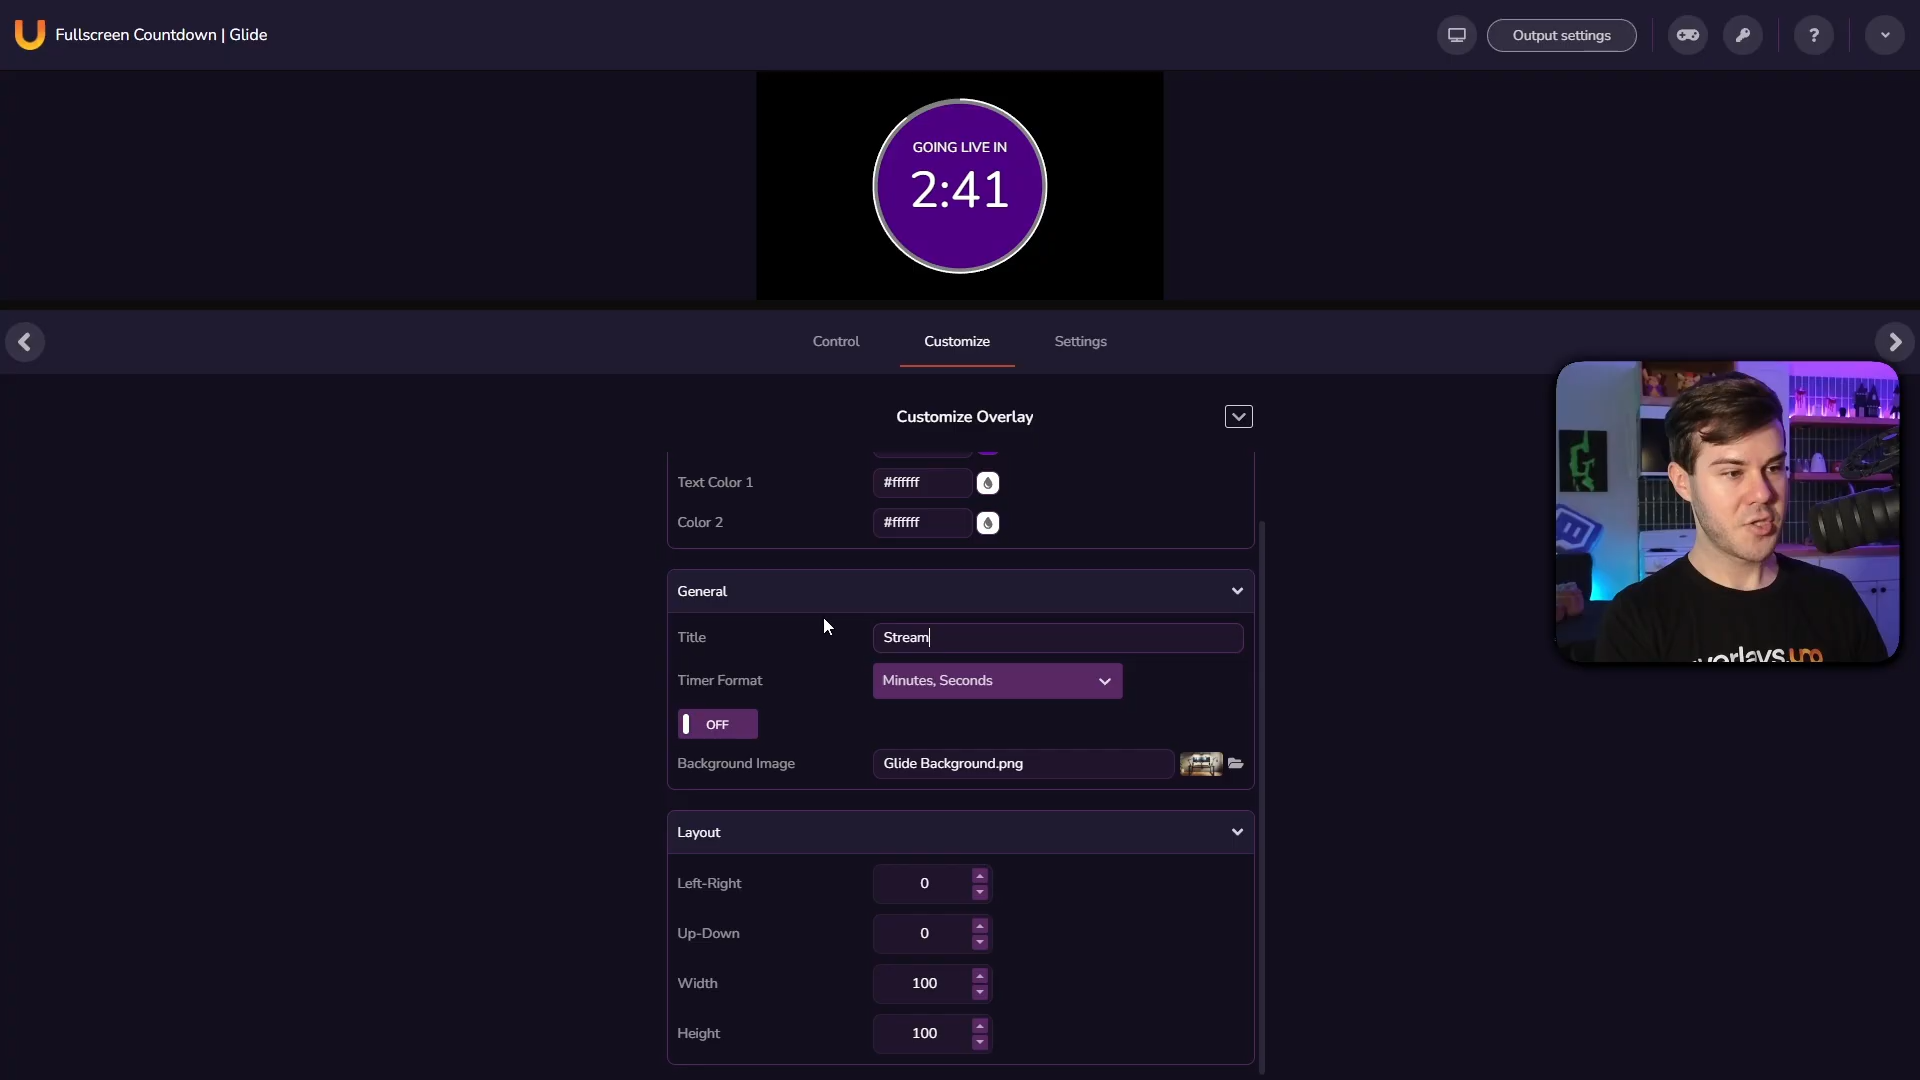 Fullscreen Countdown | Glide
Output settings
?
GOING LIVE IN
2:41
Control
Customize
Settings
Customize Overlay
Text Color 1
#ffffff
Color 2
#ffffff
General
Title
Stream
Timer Format
Minutes, Seconds
OFF
Background Image
Glide Background.png
Layout
Left-Right
0
Up-Down
0
Width
100
Height
100
verlays.uno